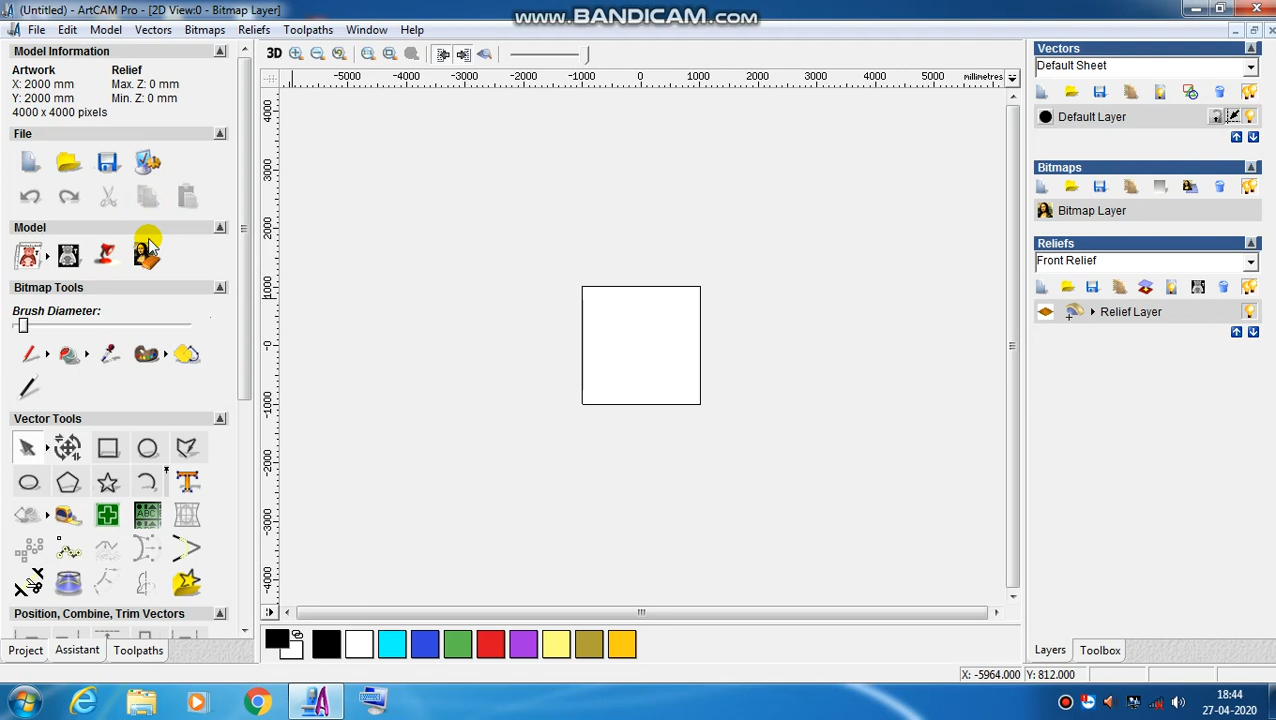 (Untitled) - ArtCAM Pro - [2D View:0 - Bitmap Layer]
www.BANDICAM.com
File Edit Model Vectors Bitmaps Reliefs Toolpaths Window Help
Model Information
Artwork Relief
X: 2000 mm Max. Z: 0 mm
Y: 2000 mm Min. Z: 0 mm
4000 x 4000 pixels
File
Model
Bitmap Tools
Brush Diameter:
Vector Tools
ABC
Position, Combine, Trim Vectors
Project Assistant Toolpaths
3D
-5000 -4000 -3000 -2000 -1000 0 1000 2000 3000 4000 5000 millimetres
4000
3000
2000
1000
-0
-1000
-2000
-3000
-4000
Vectors
Default Sheet
Default Layer
Bitmaps
Bitmap Layer
Reliefs
Front Relief
Relief Layer
Layers Toolbox
X: -5964.000 Y: 812.000
18:44
27-04-2020